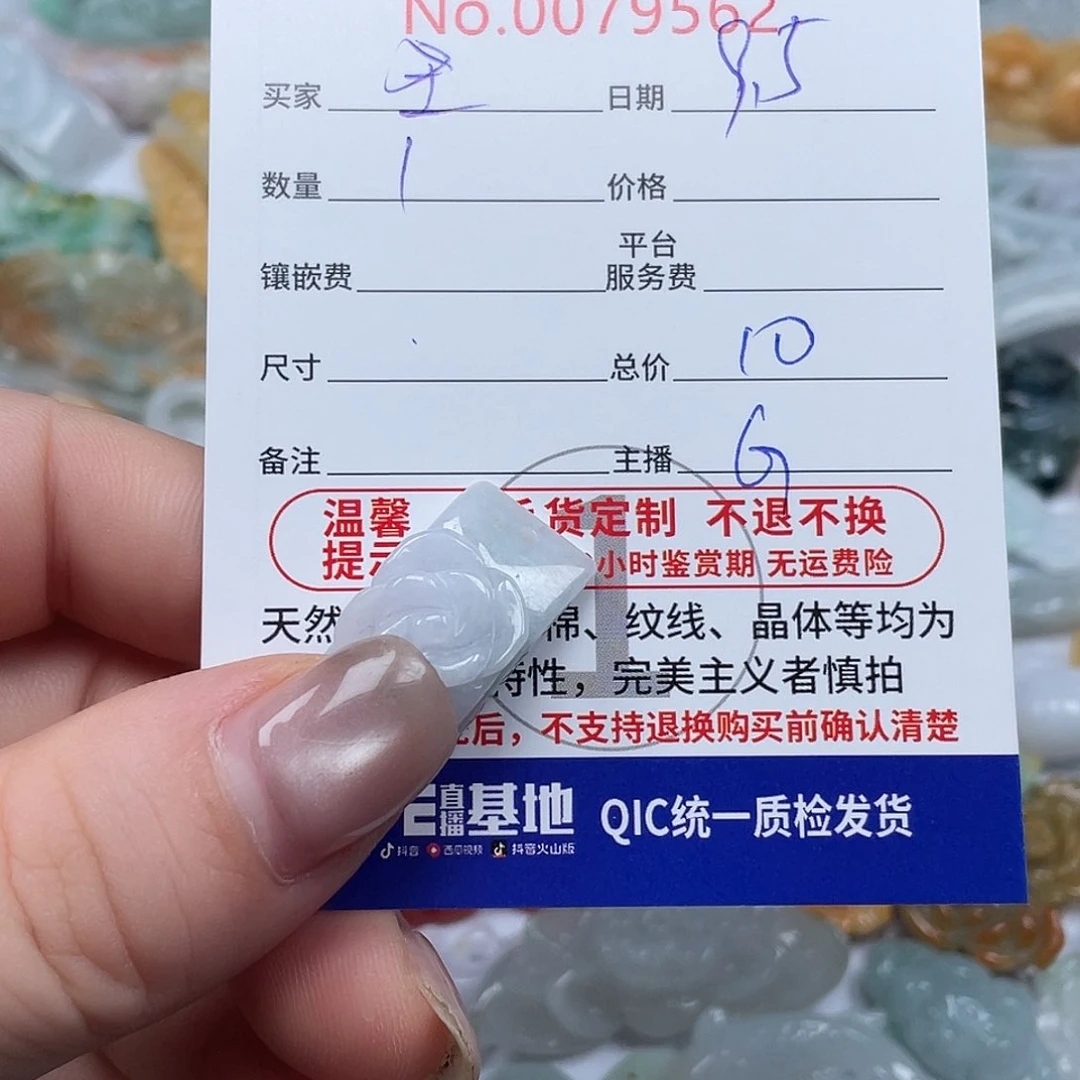 No.0079562
买家 日期 9.5
数量 1 价格
平台
镶嵌费 服务费
尺寸 总价 10
备注 主播 G
温馨 货定制 不退不换
提示 小时鉴赏期 无运费险
天然 棉、纹线、晶体等均为
特性，完美主义者慎拍
后，不支持退换购买前确认清楚
E直播基地 QIC统一质检发货
抖音 西瓜视频 抖音火山版